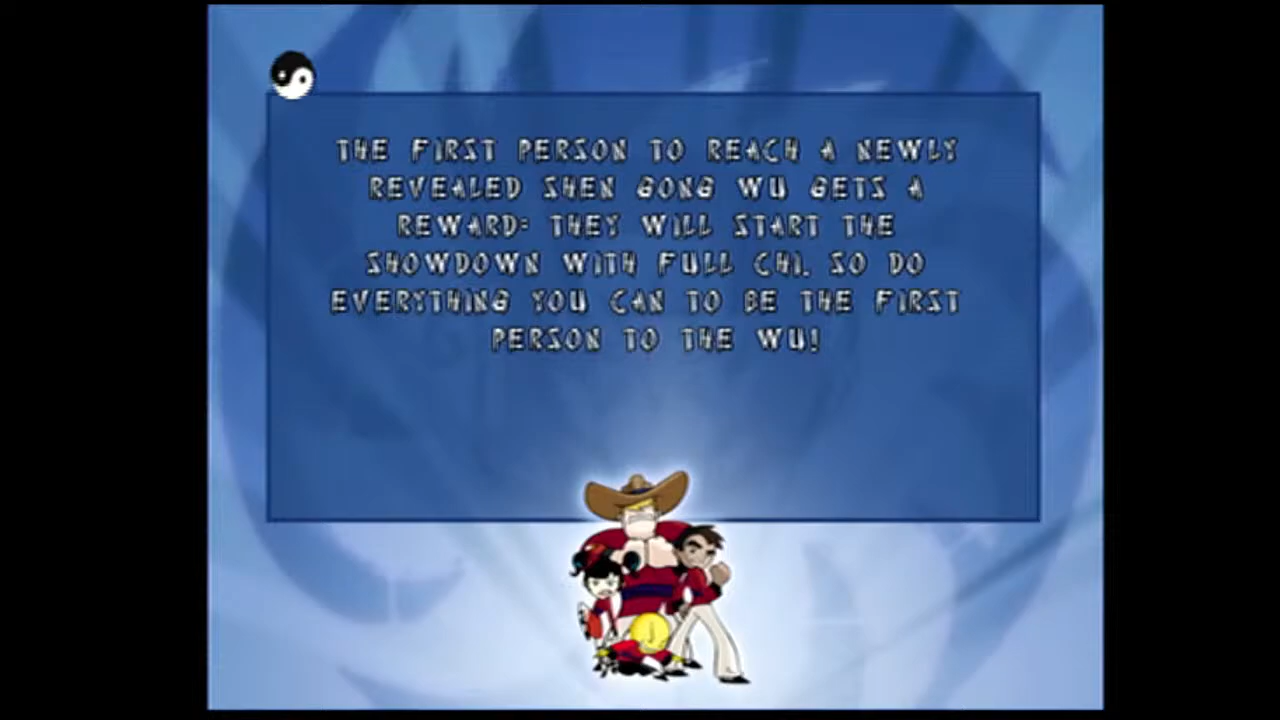 THE FIRST PERSON TO REACH A NEWLY
REVEALED SHEN GONG WU GETS A
REWARD: THEY WILL START THE
SHOWDOWN WITH FULL CHI. SO DO
EVERYTHING YOU CAN TO BE THE FIRST
PERSON TO THE WU!